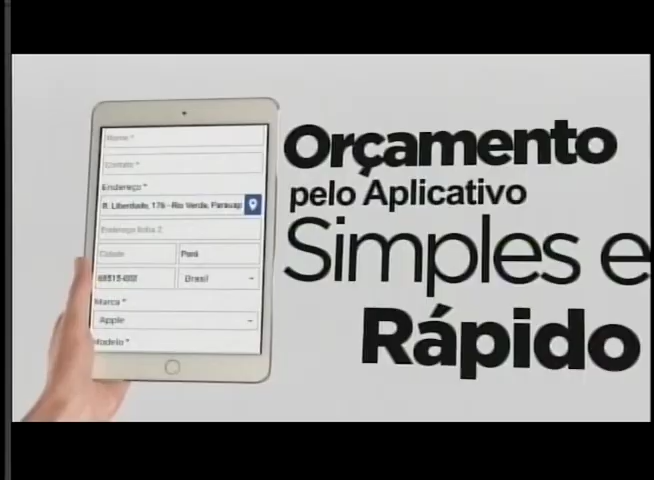 Nome *
Contato *
Endereço *
R. Liberdade, 176 - Rio Verde, Parauap
Endereço linha 2
Cidade
Pará
68515-000
Brasil
Marca *
Apple
Modelo *
Orçamento
pelo Aplicativo
Simples e
Rápido